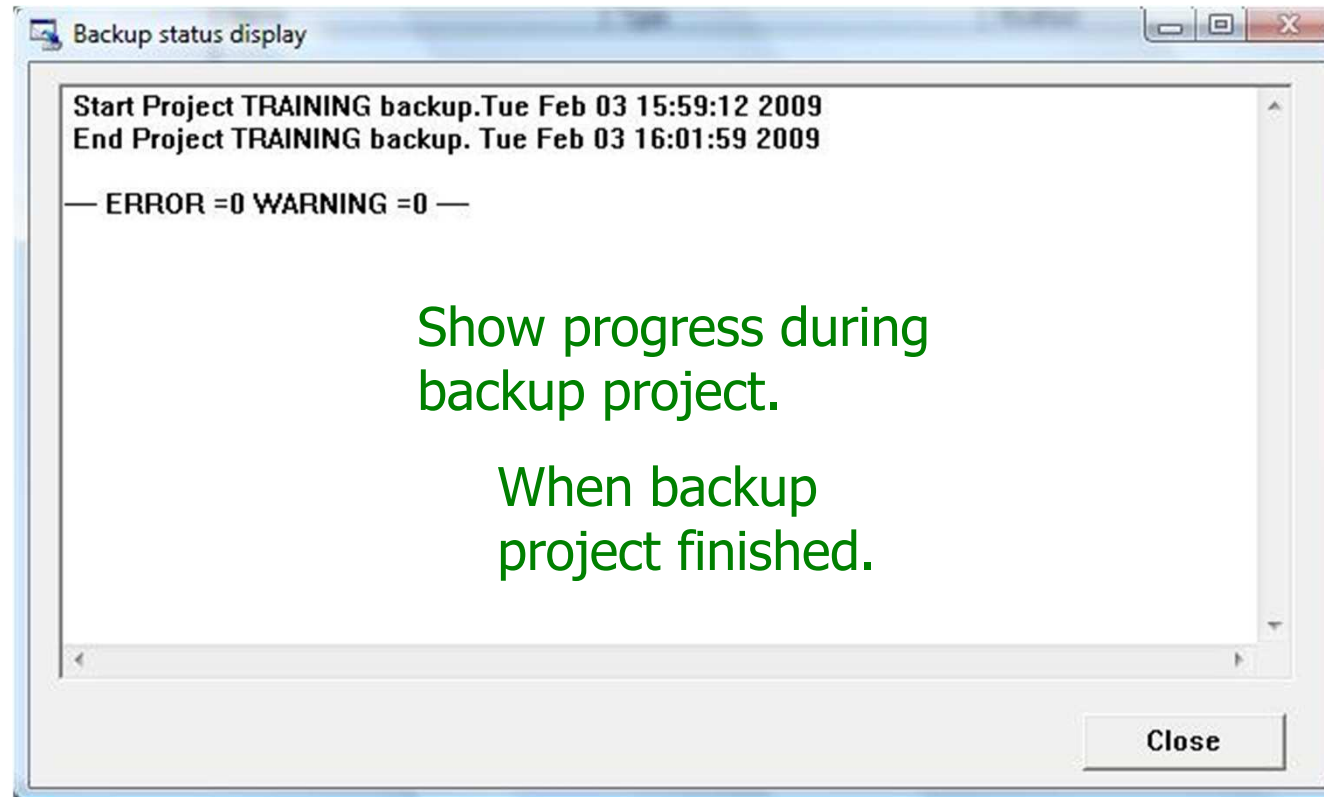 Backup status display
Start Project TRAINING backup.Tue Feb 03 15:59:12 2009
End Project TRAINING backup. Tue Feb 03 16:01:59 2009
— ERROR =0 WARNING =0 —
Show progress during
backup project.
When backup
project finished.
Close